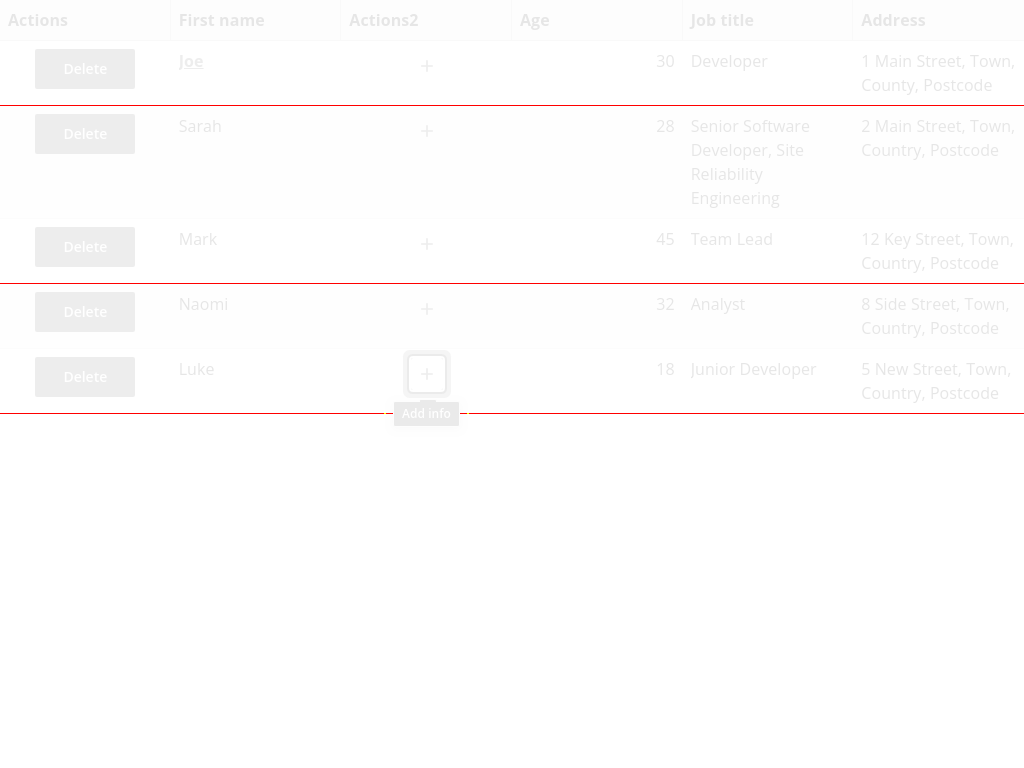 Actions First name Actions2 Age Job title Address
Delete Joe + 30 Developer 1 Main Street, Town,
County, Postcode
Delete Sarah + 28 Senior Software 2 Main Street, Town,
Developer, Site Country, Postcode
Reliability
Engineering
Delete Mark + 45 Team Lead 12 Key Street, Town,
Country, Postcode
Delete Naomi + 32 Analyst 8 Side Street, Town,
Country, Postcode
Delete Luke + 18 Junior Developer 5 New Street, Town,
Country, Postcode
Add info